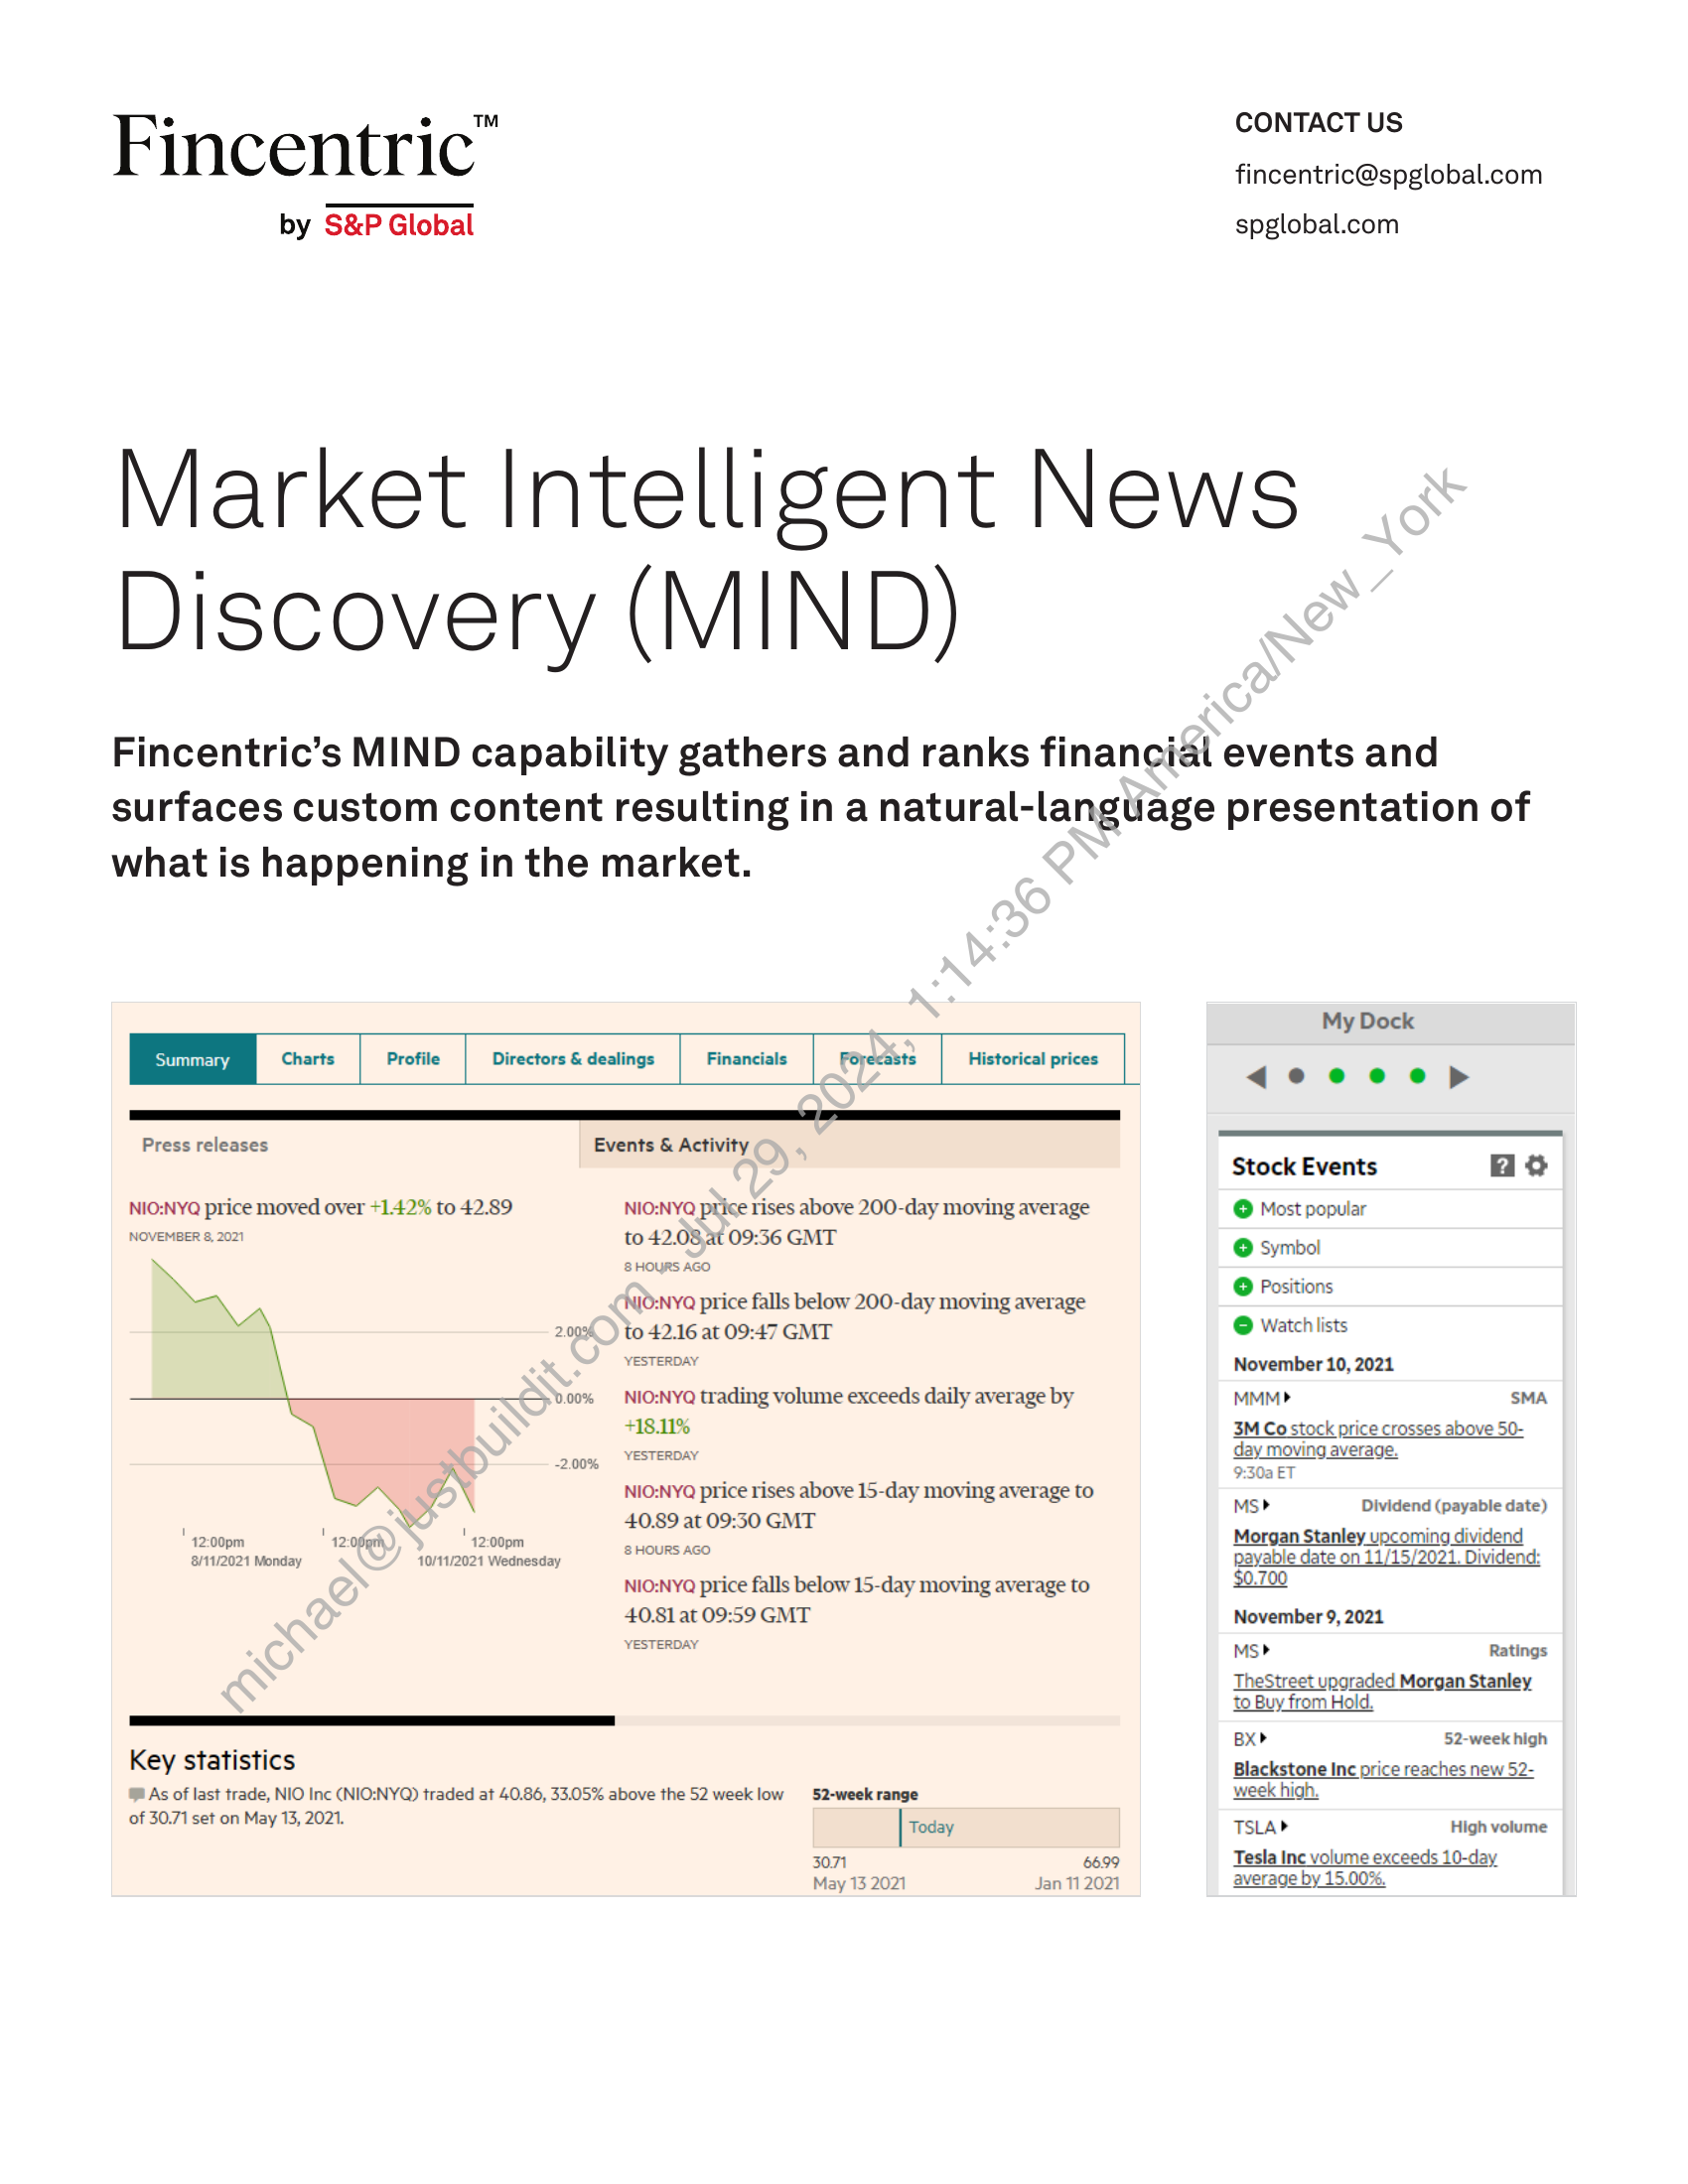 Fincentric™
by S&P Global
CONTACT US
fincentric@spglobal.com
spglobal.com
Market Intelligent News
Discovery (MIND)
Fincentric’s MIND capability gathers and ranks financial events and
surfaces custom content resulting in a natural-language presentation of
what is happening in the market.
Summary
Charts
Profile
Directors & dealings
Financials
Forecasts
Historical prices
Press releases
Events & Activity
NIO:NYQ price moved over +1.42% to 42.89
NOVEMBER 8, 2021
2.00%
0.00%
-2.00%
12:00pm
12:00pm
12:00pm
8/11/2021 Monday
10/11/2021 Wednesday
NIO:NYQ price rises above 200-day moving average
to 42.08 at 09:36 GMT
8 HOURS AGO
NIO:NYQ price falls below 200-day moving average
to 42.16 at 09:47 GMT
YESTERDAY
NIO:NYQ trading volume exceeds daily average by
+18.11%
YESTERDAY
NIO:NYQ price rises above 15-day moving average to
40.89 at 09:30 GMT
8 HOURS AGO
NIO:NYQ price falls below 15-day moving average to
40.81 at 09:59 GMT
YESTERDAY
Key statistics
As of last trade, NIO Inc (NIO:NYQ) traded at 40.86, 33.05% above the 52 week low
of 30.71 set on May 13, 2021.
52-week range
Today
30.71
66.99
May 13 2021
Jan 11 2021
My Dock
Stock Events
?
Most popular
Symbol
Positions
Watch lists
November 10, 2021
MMM
SMA
3M Co stock price crosses above 50-
day moving average.
9:30a ET
MS
Dividend (payable date)
Morgan Stanley upcoming dividend
payable date on 11/15/2021. Dividend:
$0.700
November 9, 2021
MS
Ratings
TheStreet upgraded Morgan Stanley
to Buy from Hold.
BX
52-week high
Blackstone Inc price reaches new 52-
week high.
TSLA
High volume
Tesla Inc volume exceeds 10-day
average by 15.00%.
michael@justbuildit.com - Jul 29, 2024, 1:14:36 PM America/New_York